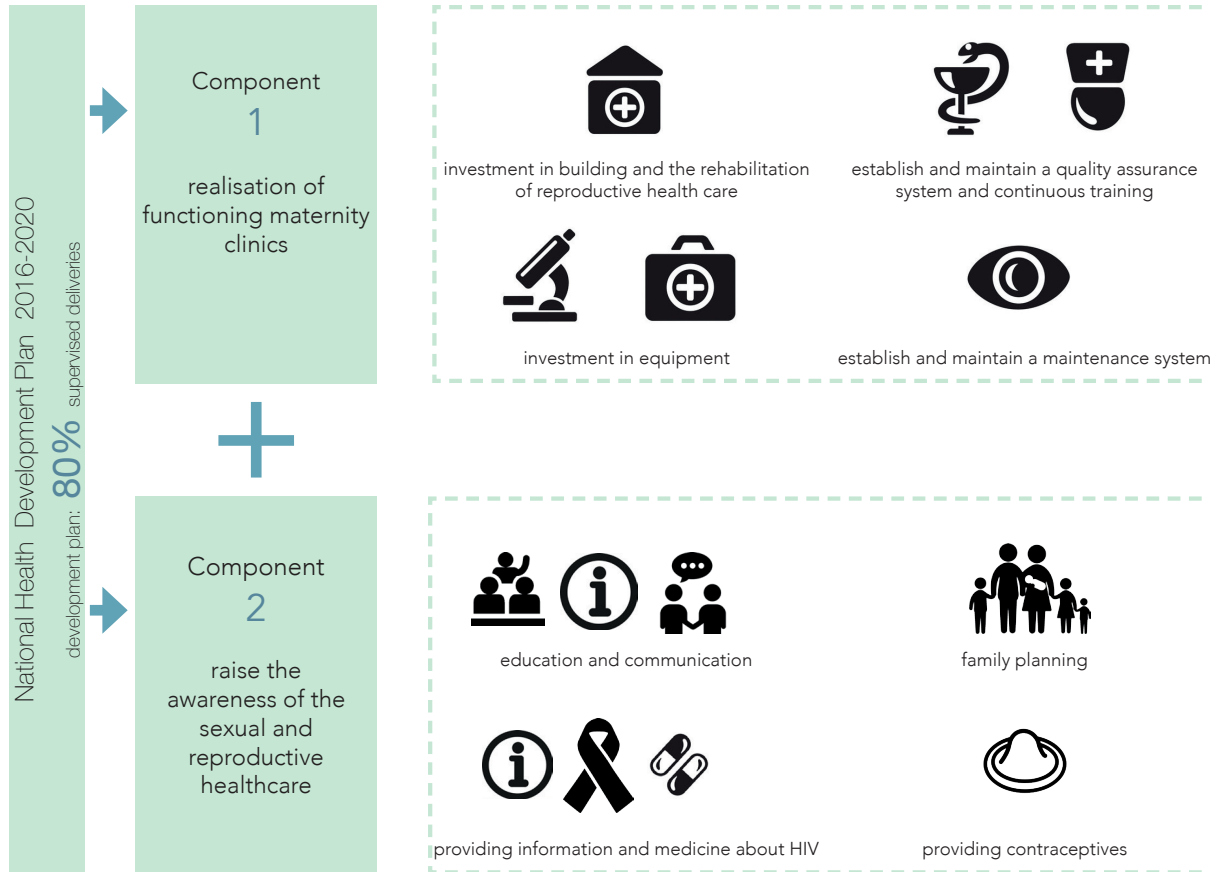 National Health Development Plan 2016-2020
development plan: 80% supervised deliveries
Component
1
realisation of
functioning maternity
clinics
investment in building and the rehabilitation
of reproductive health care
establish and maintain a quality assurance
system and continuous training
investment in equipment
establish and maintain a maintenance system
Component
2
raise the
awareness of the
sexual and
reproductive
healthcare
education and communication
family planning
providing information and medicine about HIV
providing contraceptives